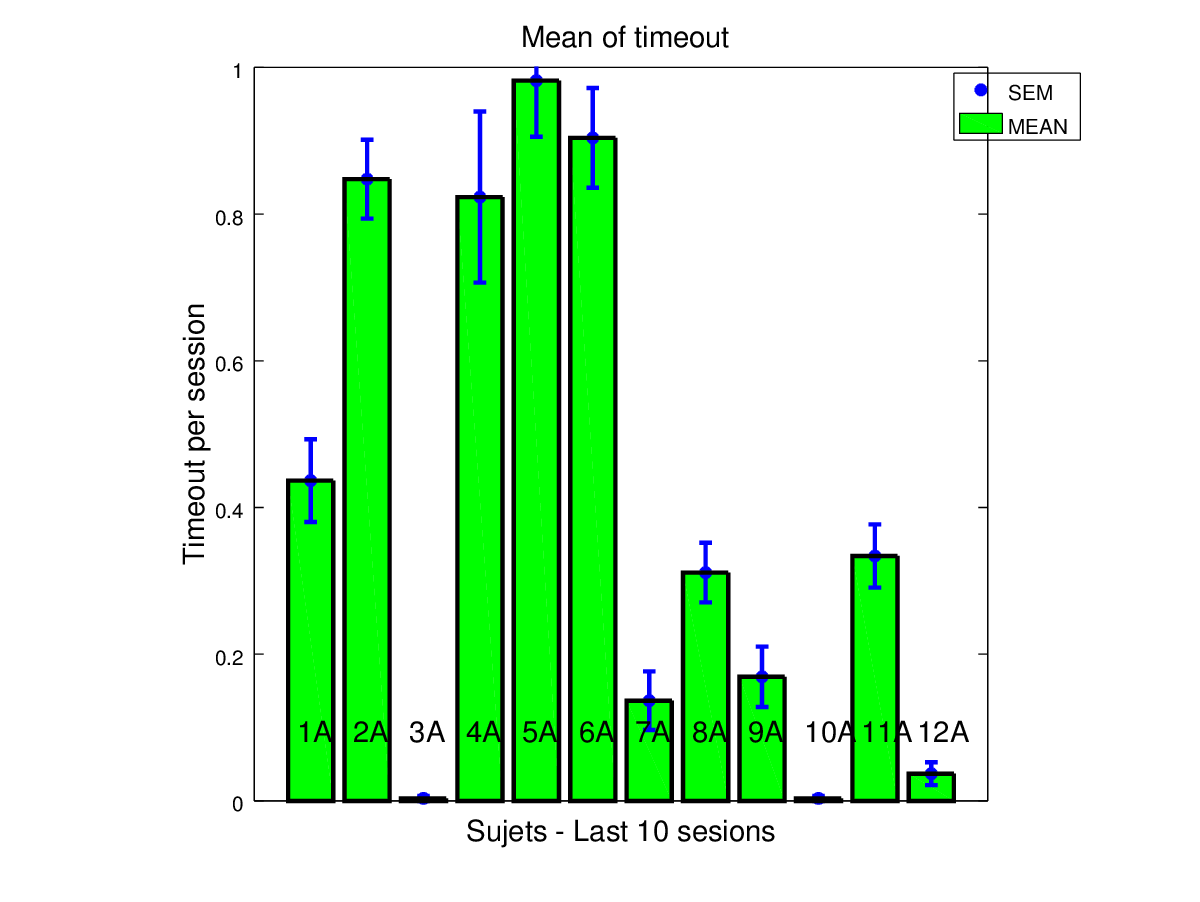 Mean of timeout
SEM
MEAN
Timeout per session
1
0.8
0.6
0.4
0.2
0
1A 2A 3A 4A 5A 6A 7A 8A 9A 10A 11A 12A
Sujets - Last 10 sesions